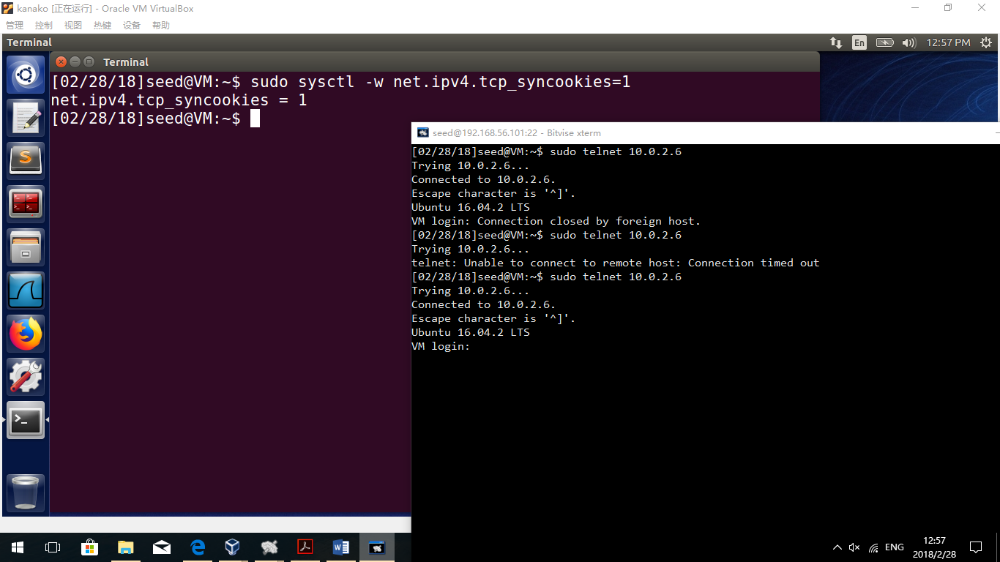 kanako [正在运行] - Oracle VM VirtualBox
管理 控制 视图 热键 设备 帮助
Terminal
En
12:57 PM
Terminal
[02/28/18]seed@VM:~$ sudo sysctl -w net.ipv4.tcp_syncookies=1
net.ipv4.tcp_syncookies = 1
[02/28/18]seed@VM:~$
seed@192.168.56.101:22 - Bitvise xterm
[02/28/18]seed@VM:~$ sudo telnet 10.0.2.6
Trying 10.0.2.6...
Connected to 10.0.2.6.
Escape character is '^]'.
Ubuntu 16.04.2 LTS
VM login: Connection closed by foreign host.
[02/28/18]seed@VM:~$ sudo telnet 10.0.2.6
Trying 10.0.2.6...
telnet: Unable to connect to remote host: Connection timed out
[02/28/18]seed@VM:~$ sudo telnet 10.0.2.6
Trying 10.0.2.6...
Connected to 10.0.2.6.
Escape character is '^]'.
Ubuntu 16.04.2 LTS
VM login:
ENG
12:57
2018/2/28